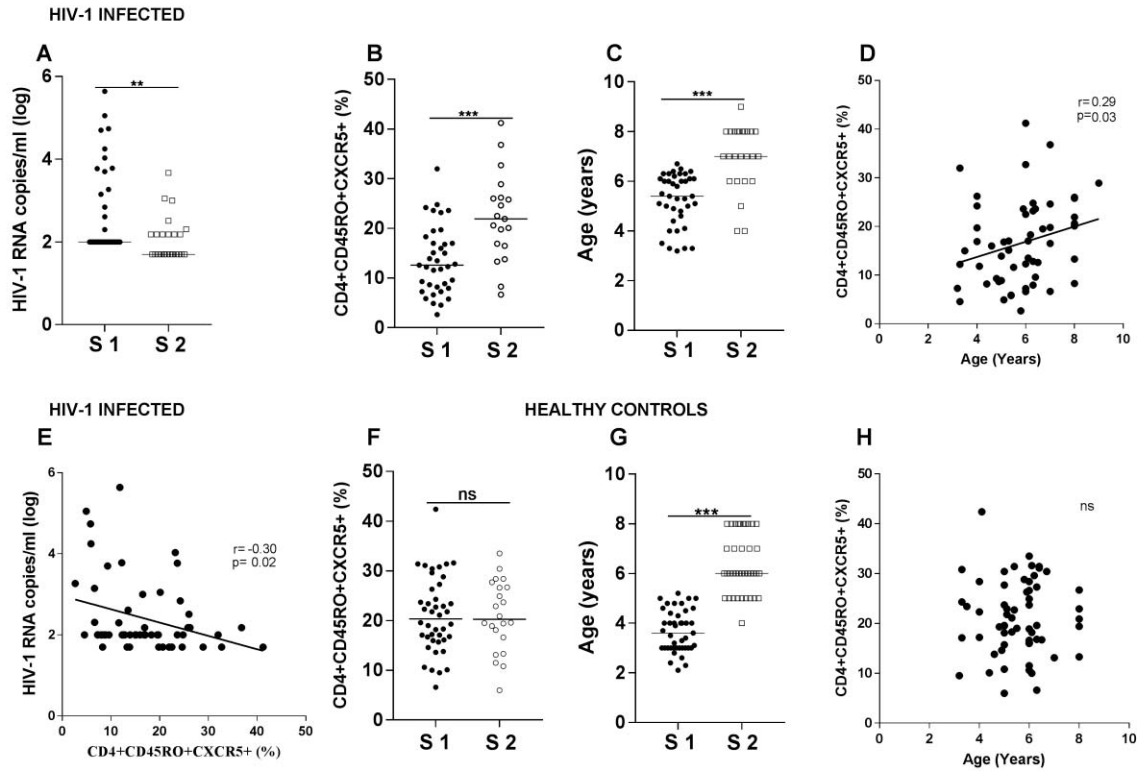 HIV-1 INFECTED
A
HIV-1 RNA copies/ml (log)
6
4
2
0
**
S 1
S 2
B
CD4+CD45RO+CXCR5+ (%)
50
40
30
20
10
0
***
S 1
S 2
C
Age (years)
10
8
6
4
2
0
***
S 1
S 2
D
CD4+CD45RO+CXCR5+ (%)
50
40
30
20
10
0
r=0.29
p=0.03
0 2 4 6 8 10
Age (Years)
HIV-1 INFECTED
E
HIV-1 RNA copies/ml (log)
6
4
2
0
r= -0.30
p= 0.02
0 10 20 30 40 50
CD4+CD45RO+CXCR5+ (%)
HEALTHY CONTROLS
F
CD4+CD45RO+CXCR5+ (%)
50
40
30
20
10
0
ns
S 1
S 2
G
Age (years)
10
8
6
4
2
0
***
S 1
S 2
H
CD4+CD45RO+CXCR5+ (%)
50
40
30
20
10
0
ns
0 2 4 6 8 10
Age (Years)